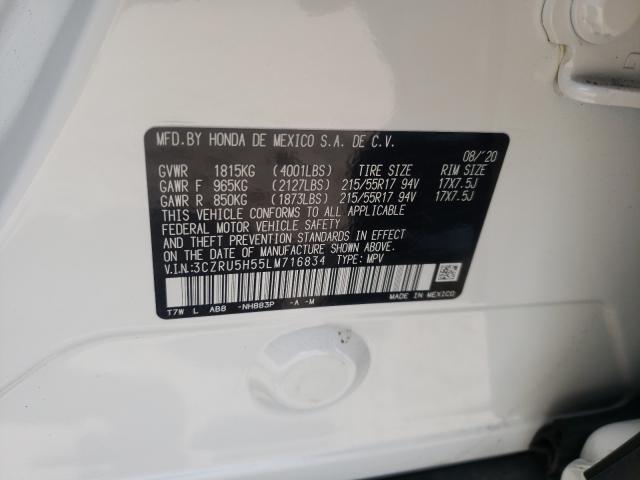 MFD.BY HONDA DE MEXICO S.A. DE C.V.
08/'20
GVWR 1815KG (4001LBS) TIRE SIZE RIM SIZE
GAWR F 965KG (2127LBS) 215/55R17 94V 17X7.5J
GAWR R 850KG (1873LBS) 215/55R17 94V 17X7.5J
THIS VEHICLE CONFORMS TO ALL APPLICABLE
FEDERAL MOTOR VEHICLE SAFETY
AND THEFT PREVENTION STANDARDS IN EFFECT
ON THE DATE OF MANUFACTURE SHOWN ABOVE.
V.I.N:3CZRU5H55LM716834 TYPE: MPV
T7W L AB8 -NH883P -A -M
MADE IN MEXICO